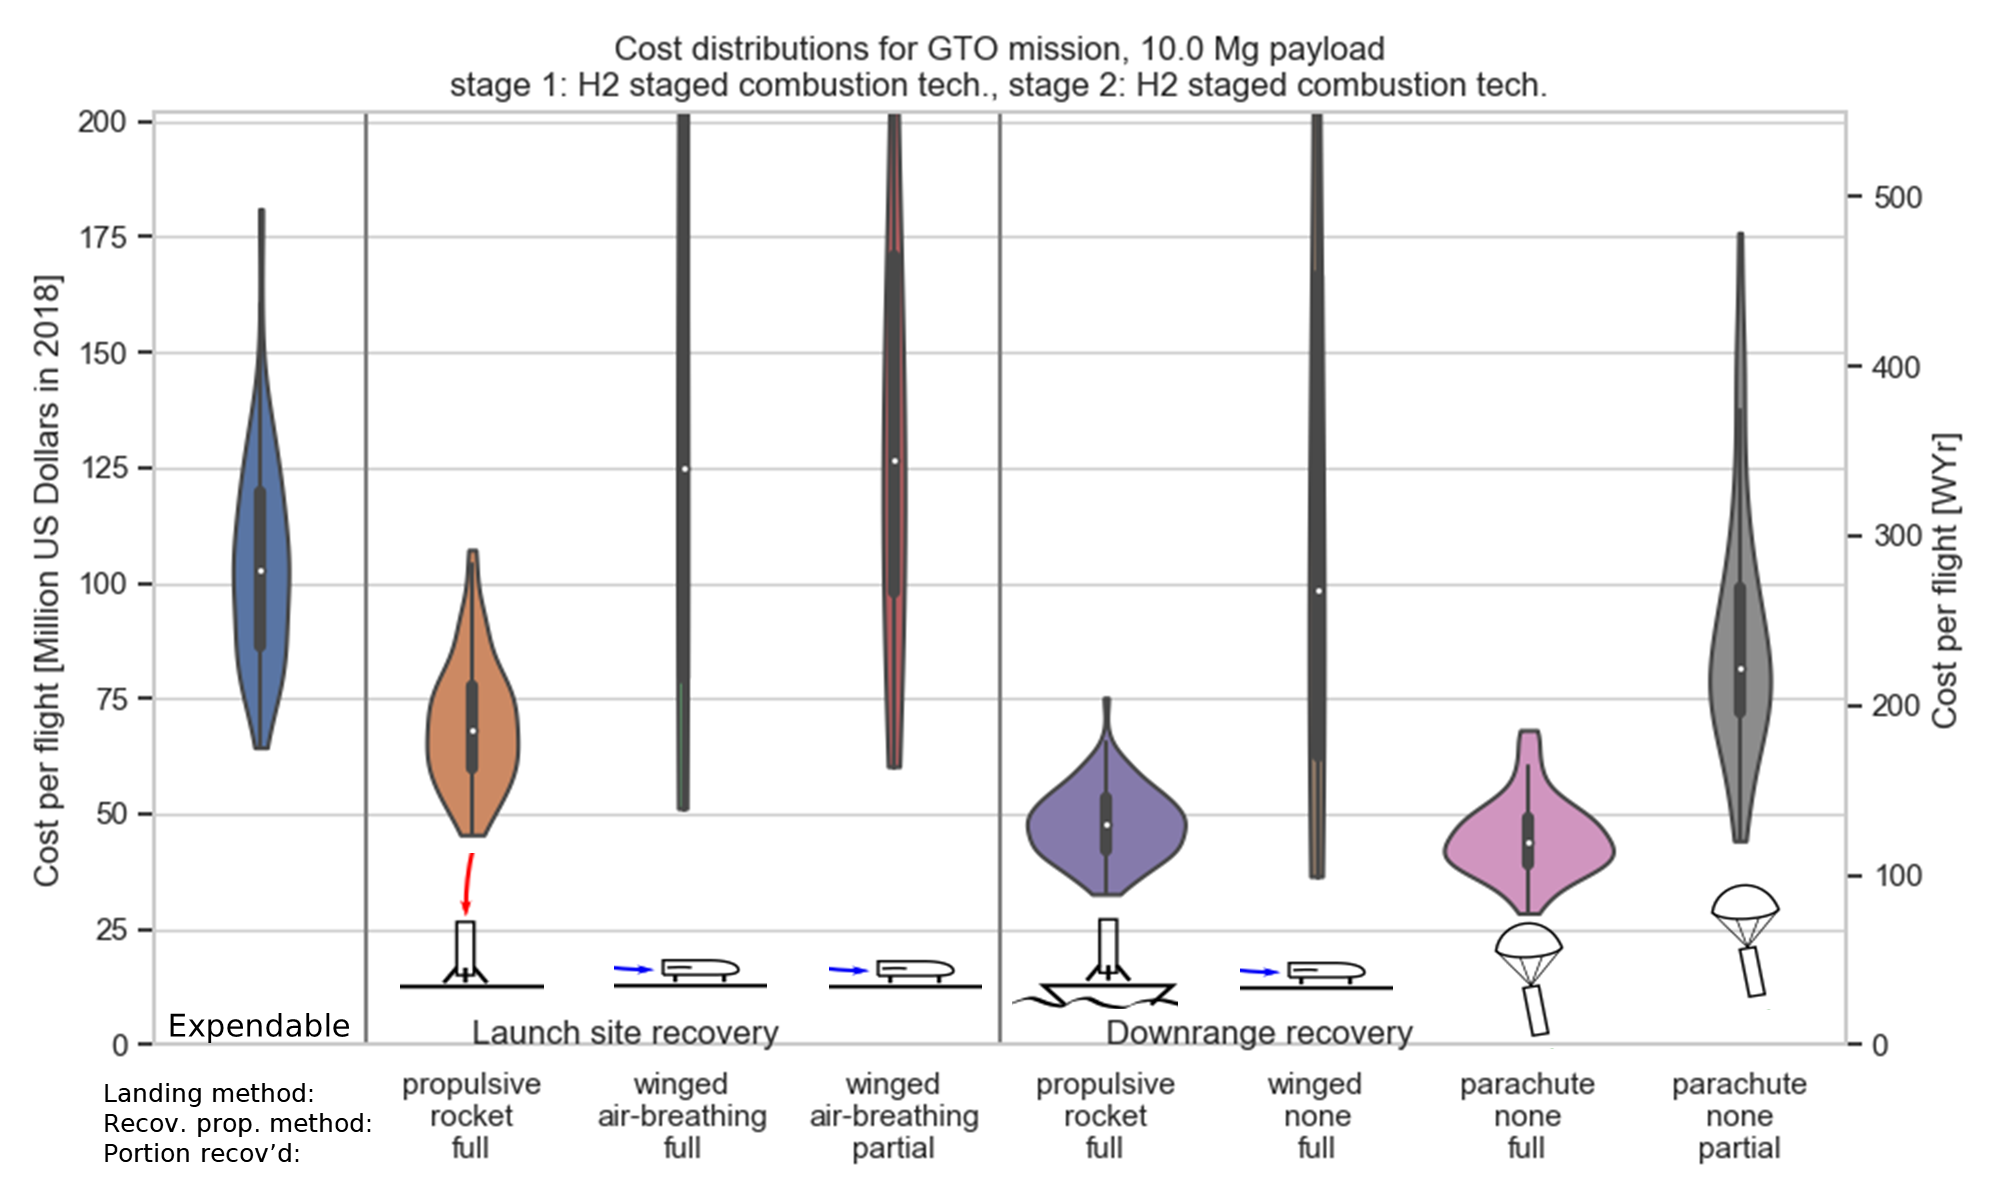 Cost distributions for GTO mission, 10.0 Mg payload
stage 1: H2 staged combustion tech., stage 2: H2 staged combustion tech.
Cost per flight [Million US Dollars in 2018]
200
175
150
125
100
75
50
25
0
500
400
300
200
100
0
Cost per flight [WYr]
Expendable
Launch site recovery
Downrange recovery
Landing method:
Recov. prop. method:
Portion recov’d:
propulsive
rocket
full
winged
air-breathing
full
winged
air-breathing
partial
propulsive
rocket
full
winged
none
full
parachute
none
full
parachute
none
partial